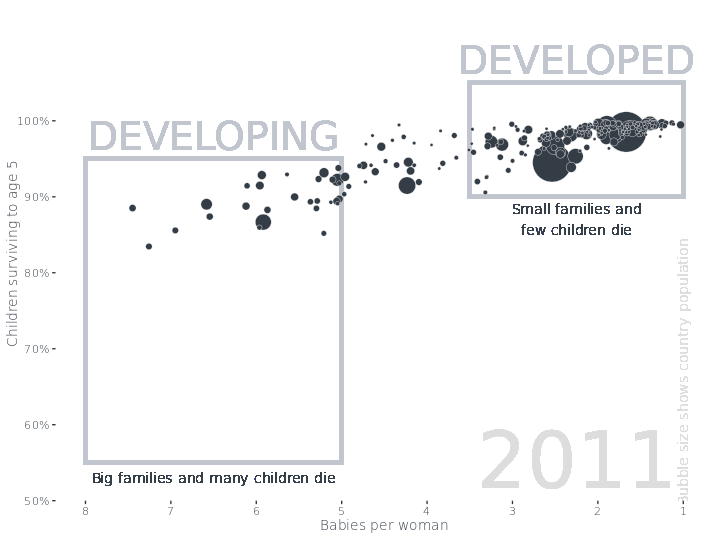 DEVELOPED
DEVELOPING
100%
90%
80%
70%
60%
50%
Children surviving to age 5
Small families and
few children die
Big families and many children die
2011
Bubble size shows country population
8 7 6 5 4 3 2 1
Babies per woman